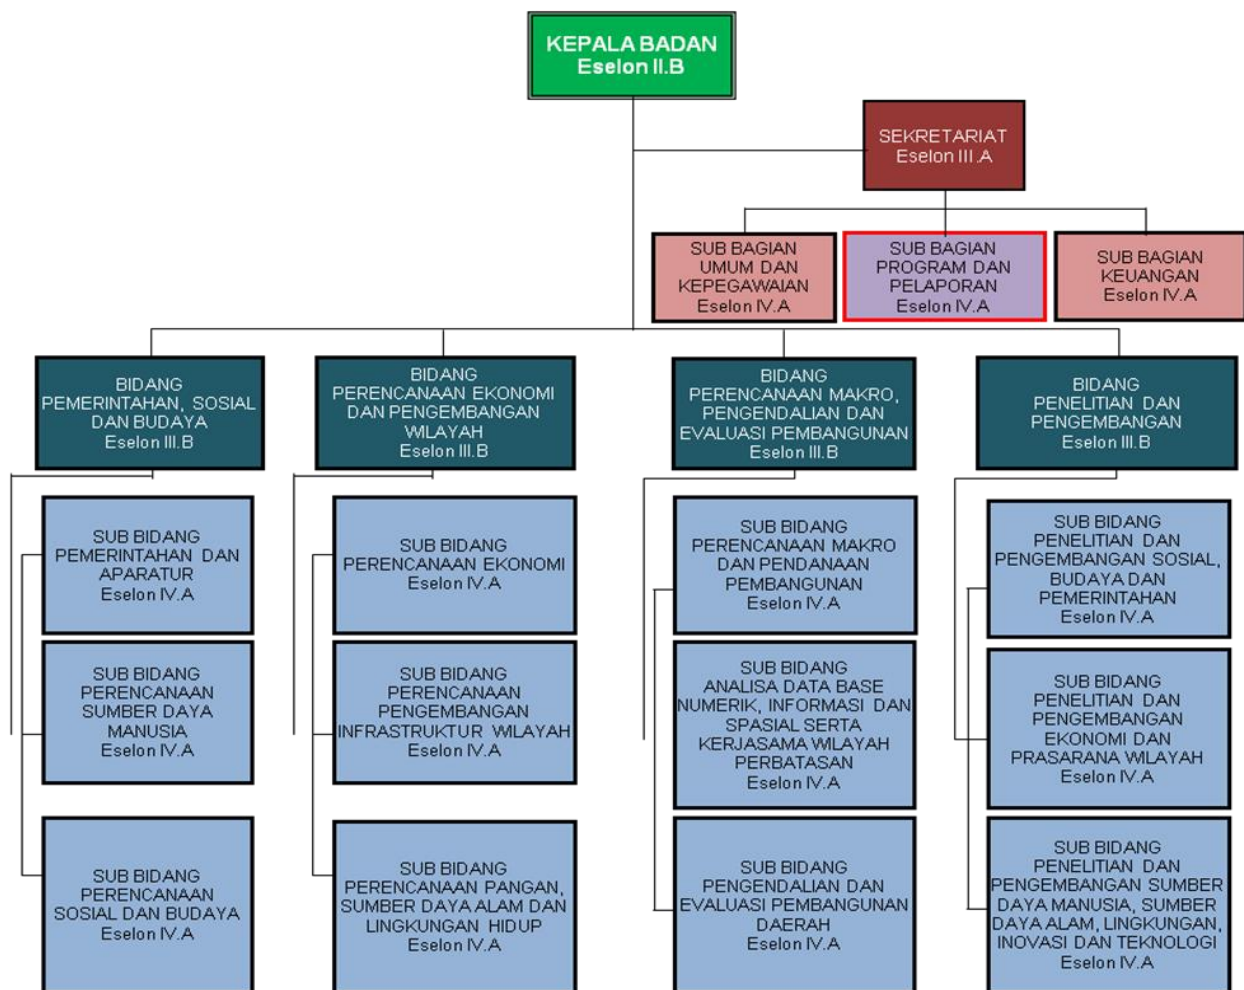 KEPALA BADAN
Eselon II.B
SEKRETARIAT
Eselon III.A
SUB BAGIAN
UMUM DAN
KEPEGAWAIAN
Eselon IV.A
SUB BAGIAN
PROGRAM DAN
PELAPORAN
Eselon IV.A
SUB BAGIAN
KEUANGAN
Eselon IV.A
BIDANG
PEMERINTAHAN, SOSIAL
DAN BUDAYA
Eselon III.B
BIDANG
PERENCANAAN EKONOMI
DAN PENGEMBANGAN
WILAYAH
Eselon III.B
BIDANG
PERENCANAAN MAKRO,
PENGENDALIAN DAN
EVALUASI PEMBANGUNAN
Eselon III.B
BIDANG
PENELITIAN DAN
PENGEMBANGAN
Eselon III.B
SUB BIDANG
PEMERINTAHAN DAN
APARATUR
Eselon IV.A
SUB BIDANG
PERENCANAAN
SUMBER DAYA
MANUSIA
Eselon IV.A
SUB BIDANG
PERENCANAAN
SOSIAL DAN BUDAYA
Eselon IV.A
SUB BIDANG
PERENCANAAN EKONOMI
Eselon IV.A
SUB BIDANG
PERENCANAAN
PENGEMBANGAN
INFRASTRUKTUR WILAYAH
Eselon IV.A
SUB BIDANG
PERENCANAAN PANGAN,
SUMBER DAYA ALAM DAN
LINGKUNGAN HIDUP
Eselon IV.A
SUB BIDANG
PERENCANAAN MAKRO
DAN PENDANAAN
PEMBANGUNAN
Eselon IV.A
SUB BIDANG
ANALISA DATA BASE
NUMERIK, INFORMASI DAN
SPASIAL SERTA
KERJASAMA WILAYAH
PERBATASAN
Eselon IV.A
SUB BIDANG
PENGENDALIAN DAN
EVALUASI PEMBANGUNAN
DAERAH
Eselon IV.A
SUB BIDANG
PENELITIAN DAN
PENGEMBANGAN SOSIAL,
BUDAYA DAN
PEMERINTAHAN
Eselon IV.A
SUB BIDANG
PENELITIAN DAN
PENGEMBANGAN
EKONOMI DAN
PRASARANA WILAYAH
Eselon IV.A
SUB BIDANG
PENELITIAN DAN
PENGEMBANGAN SUMBER
DAYA MANUSIA, SUMBER
DAYA ALAM, LINGKUNGAN,
INOVASI DAN TEKNOLOGI
Eselon IV.A